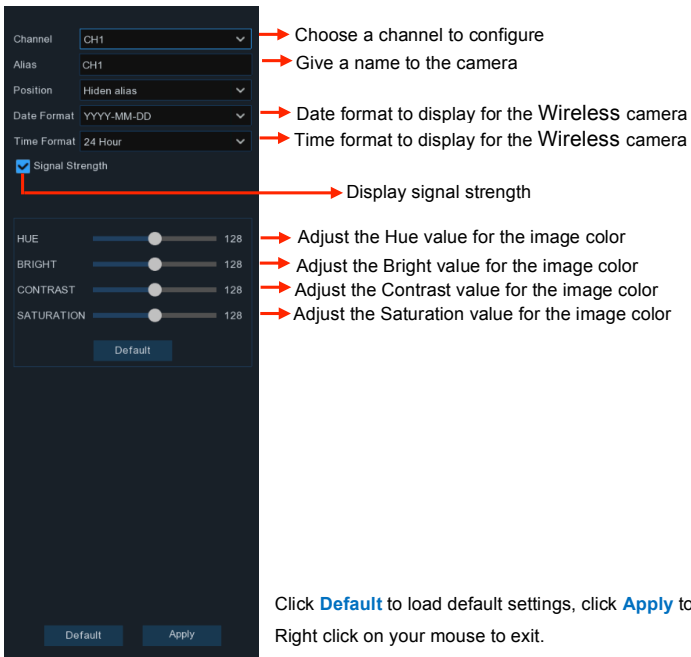 Channel CH1 Choose a channel to configure
Alias CH1 Give a name to the camera
Position Hiden alias
Date Format YYYY-MM-DD Date format to display for the Wireless camera
Time Format 24 Hour Time format to display for the Wireless camera
Signal Strength
Display signal strength
HUE 128 Adjust the Hue value for the image color
BRIGHT 128 Adjust the Bright value for the image color
CONTRAST 128 Adjust the Contrast value for the image color
SATURATION 128 Adjust the Saturation value for the image color
Default
Click Default to load default settings, click Apply to
Default Apply Right click on your mouse to exit.